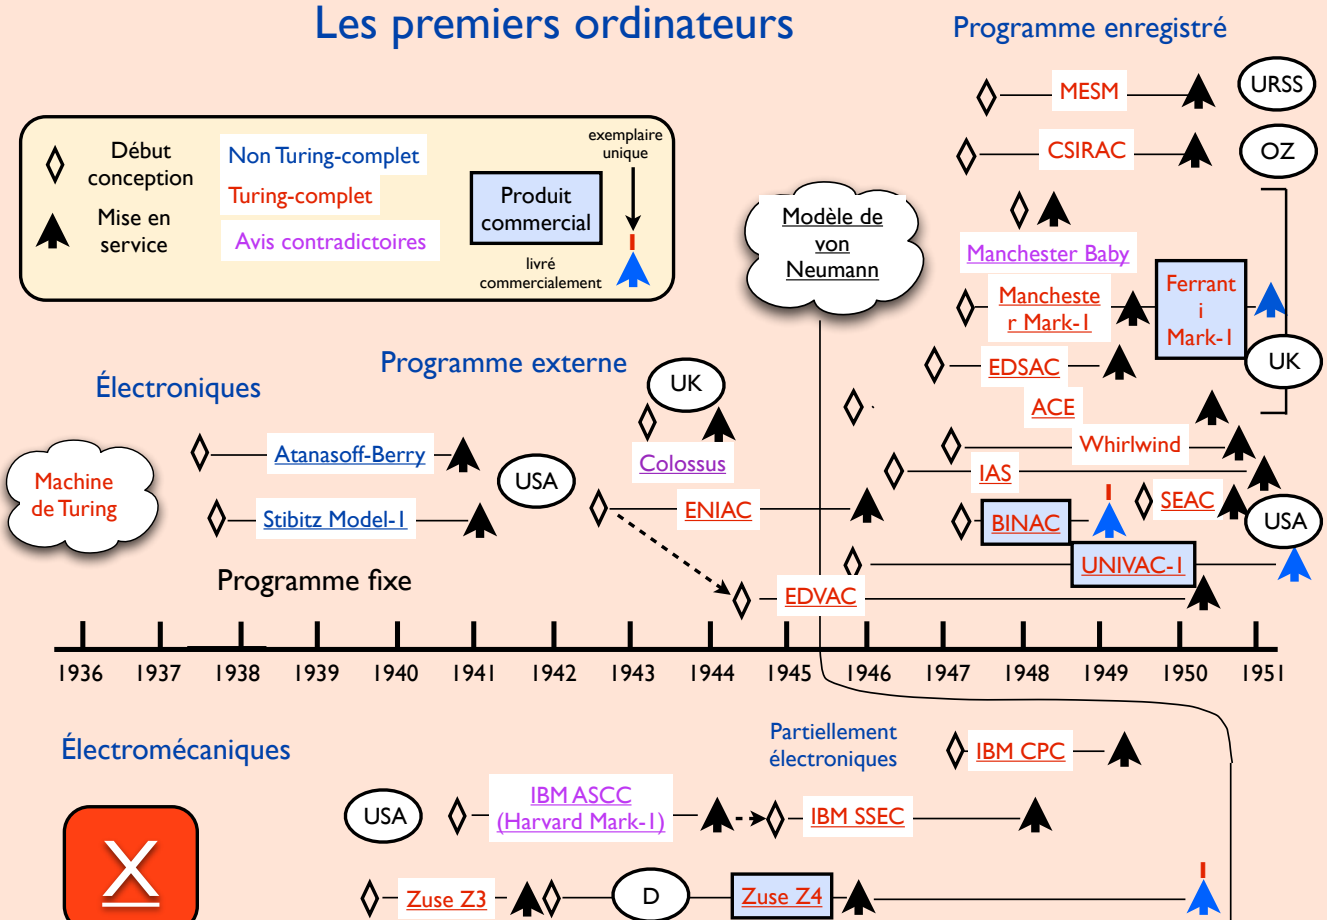 Les premiers ordinateurs
Programme enregistré
Début
conception
Mise en
service
Non Turing-complet
Turing-complet
Avis contradictoires
Produit
commercial
exemplaire
unique
livré
commercialement
MESM
URSS
CSIRAC
OZ
Modèle de
von
Neumann
Manchester Baby
Mancheste
r Mark-1
Ferrant
i
Mark-1
UK
EDSAC
ACE
Whirlwind
IAS
SEAC
BINAC
USA
UNIVAC-1
Programme externe
Électroniques
UK
Colossus
Machine
de Turing
Atanasoff-Berry
USA
Stibitz Model-1
ENIAC
Programme fixe
EDVAC
1936 1937 1938 1939 1940 1941 1942 1943 1944 1945 1946 1947 1948 1949 1950 1951
Électromécaniques
Partiellement
électroniques
IBM CPC
USA
IBM ASCC
(Harvard Mark-1)
IBM SSEC
X
Zuse Z3
D
Zuse Z4